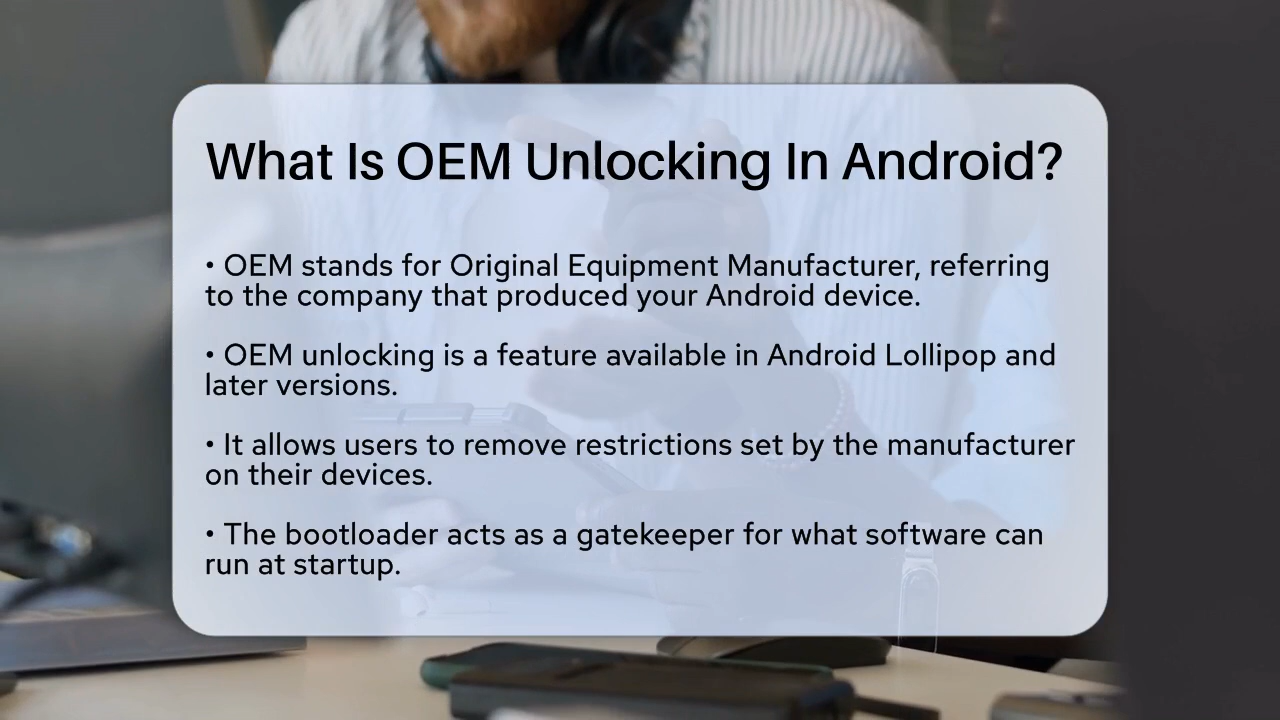 What Is OEM Unlocking In Android?
• OEM stands for Original Equipment Manufacturer, referring
to the company that produced your Android device.
• OEM unlocking is a feature available in Android Lollipop and
later versions.
• It allows users to remove restrictions set by the manufacturer
on their devices.
• The bootloader acts as a gatekeeper for what software can
run at startup.